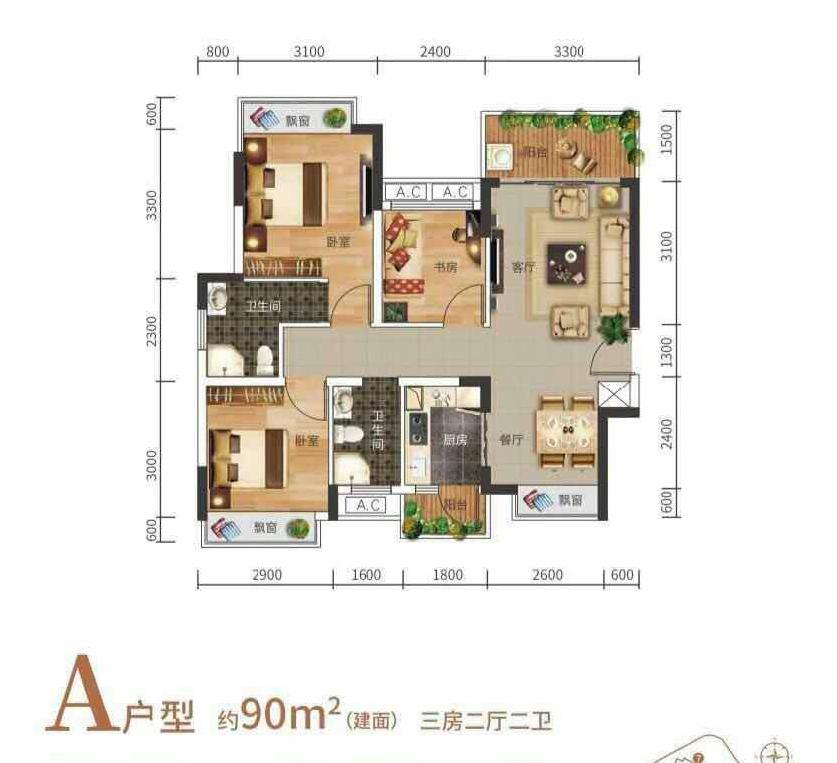 800 3100 2400 3300
600 3300 2300 3000 600
1500 3100 1300 2400 600
飘窗
阳台
A.C A.C
卧室
书房 客厅
卫生间
卧室 卫生间 厨房 餐厅
A.C 阳台 飘窗
飘窗
2900 1600 1800 2600 600
A户型 约90m²(建面) 三房二厅二卫
7